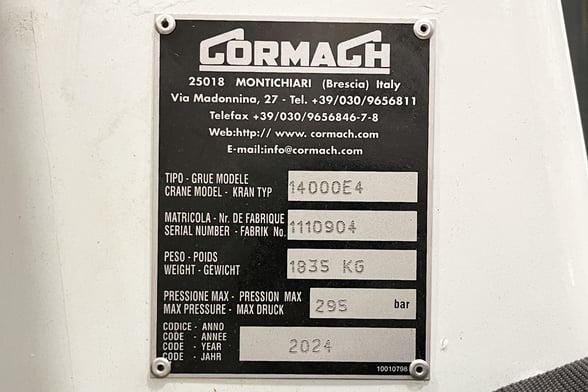 CORMACH
25018 MONTICHIARI (Brescia) Italy
Via Madonnina, 27 - Tel. +39/030/9656811
Telefax +39/030/9656846-7-8
Web:http// www. cormach.com
E-mail:info@cormach.com
TIPO - GRUE MODELE
CRANE MODEL - KRAN TYP 14000E4
MATRICOLA - Nr. DE FABRIQUE
SERIAL NUMBER - FABRIK No. 1110904
PESO - POIDS
WEIGHT - GEWICHT 1835 KG
PRESSIONE MAX - PRESSION MAX
MAX PRESSURE - MAX DRUCK 295 bar
CODICE - ANNO
CODE - ANNEE
CODE - YEAR 2024
CODE - JAHR
10010798